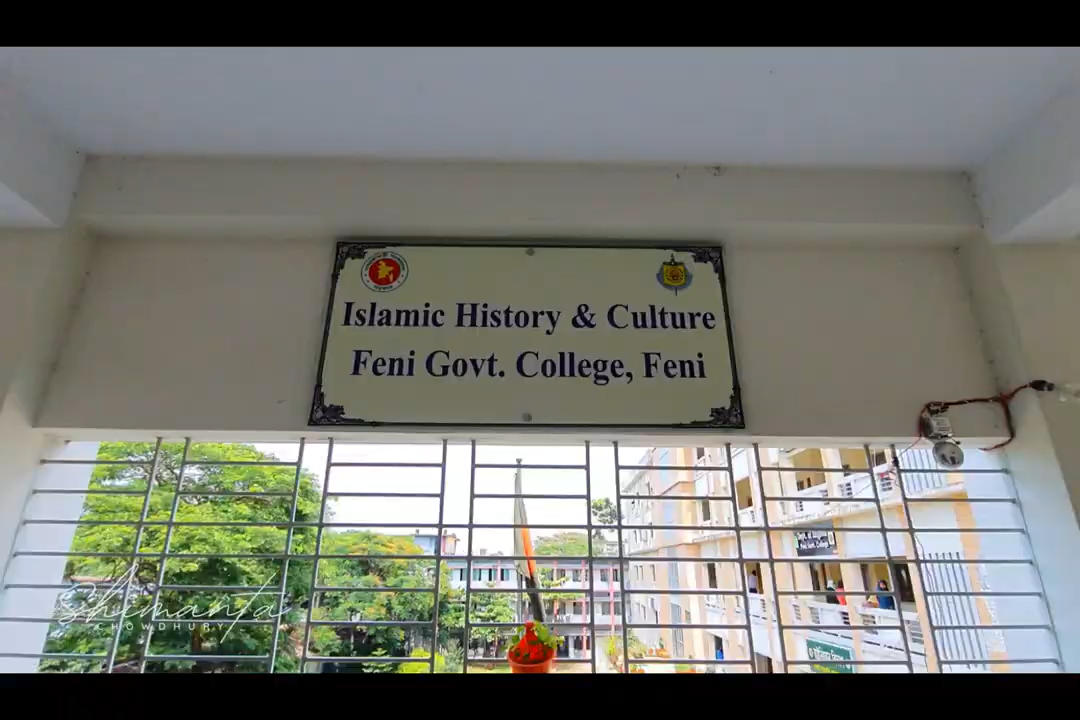 Islamic History & Culture
Feni Govt. College, Feni
Shimanta
CHOWDHURY